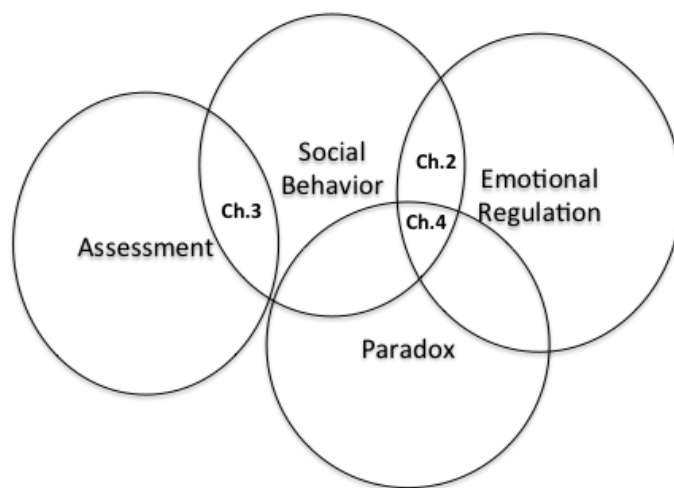 Social
Behavior
Ch.2
Emotional
Regulation
Ch.3
Ch.4
Assessment
Paradox